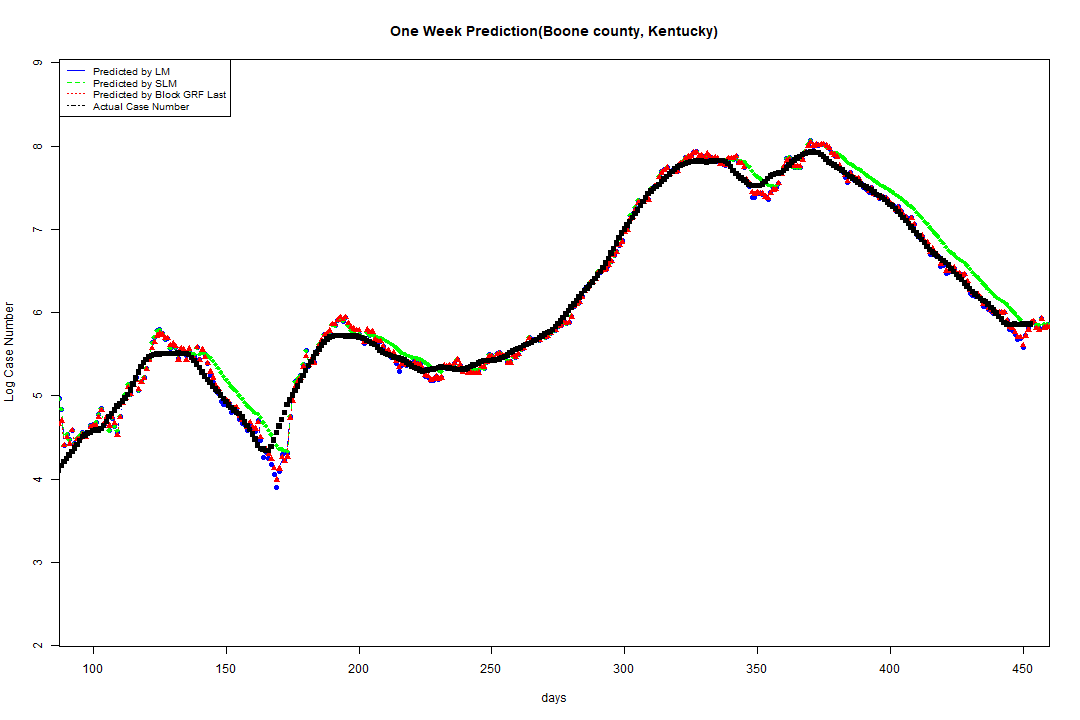 One Week Prediction(Boone county, Kentucky)
Predicted by LM
Predicted by SLM
Predicted by Block GRF Last
Actual Case Number
9
8
7
6
5
4
3
2
Log Case Number
100 150 200 250 300 350 400 450
days